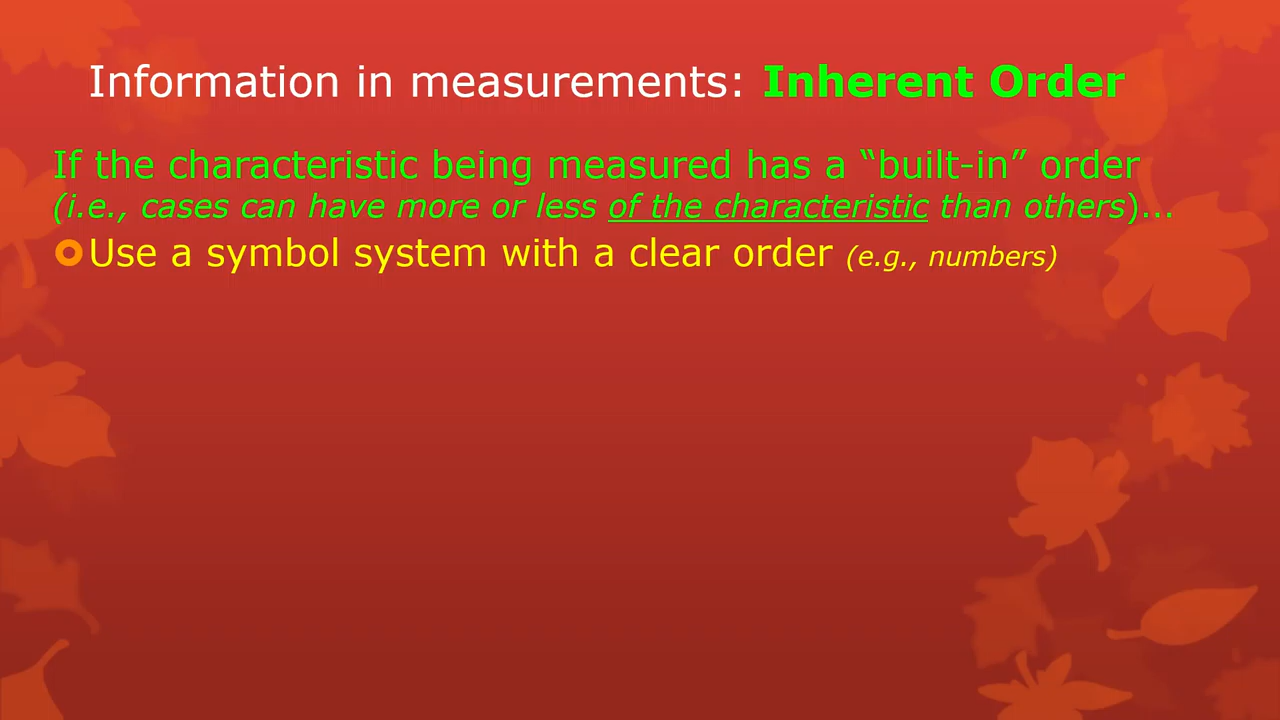 Information in measurements: Inherent Order
If the characteristic being measured has a “built-in” order
(i.e., cases can have more or less of the characteristic than others)...
Use a symbol system with a clear order (e.g., numbers)